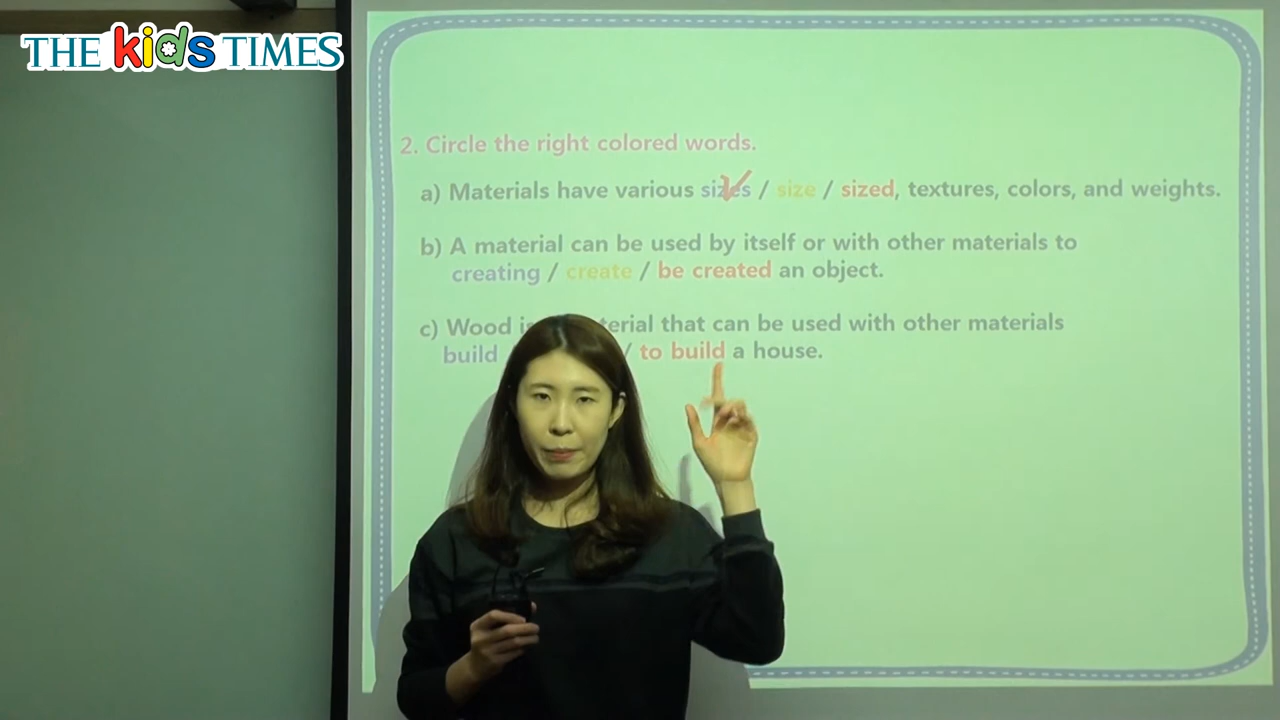 THE kids TIMES
2. Circle the right colored words.
a) Materials have various sizes / size / sized, textures, colors, and weights.
b) A material can be used by itself or with other materials to
creating / create / be created an object.
c) Wood is material that can be used with other materials
build / to build a house.